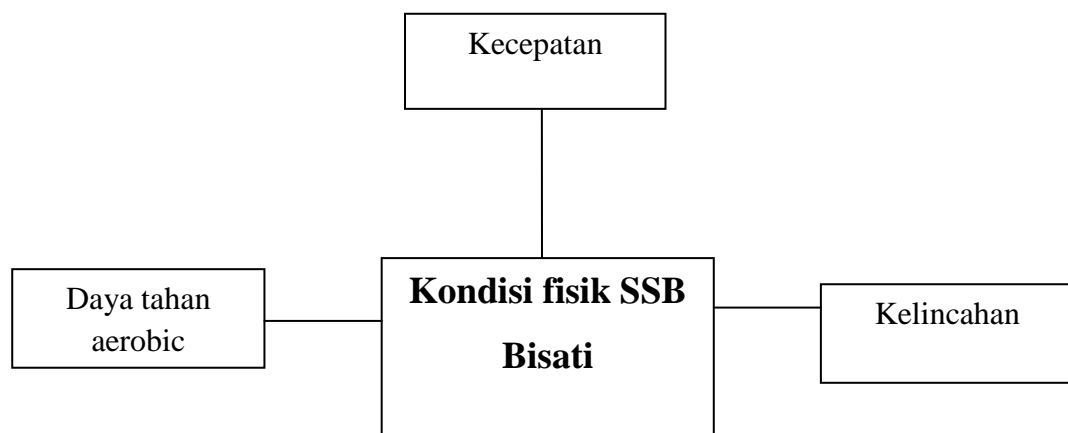 Kecepatan
Daya tahan
aerobic
Kondisi fisik SSB
Bisati
Kelincahan